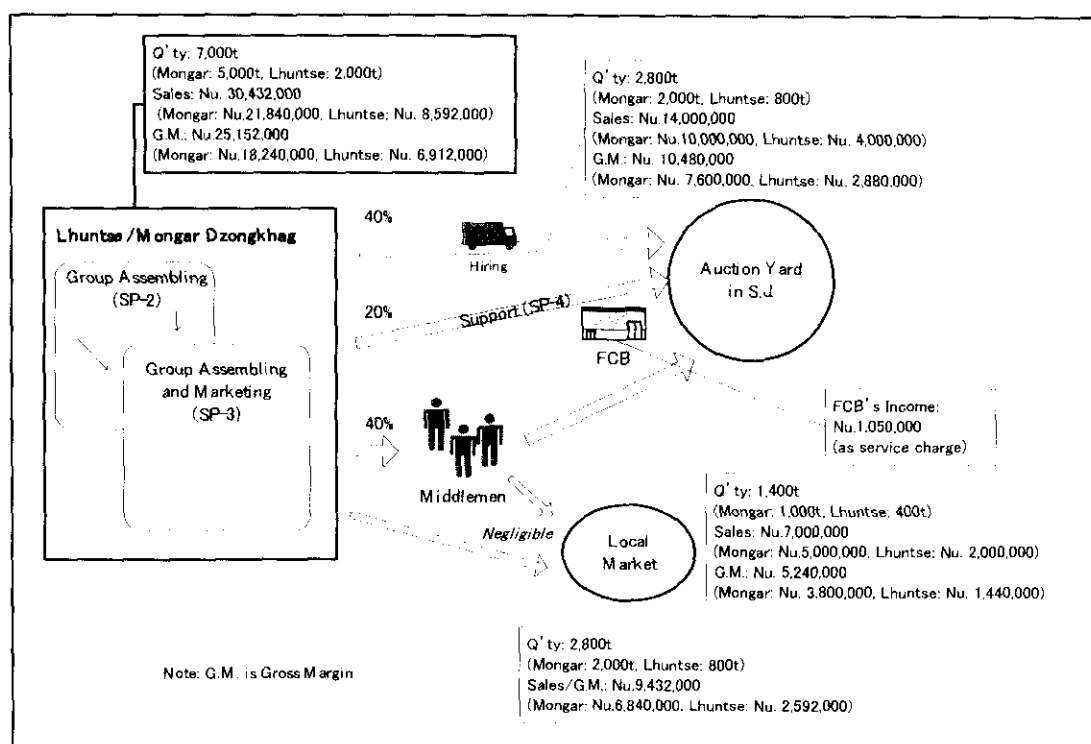 Q'ty: 7,000t
(Mongar: 5,000t, Lhuntse: 2,000t)
Sales: Nu. 30,432,000
(Mongar: Nu.21,840,000, Lhuntse: Nu. 8,592,000)
G.M.: Nu.25,152,000
(Mongar: Nu.18,240,000, Lhuntse: Nu. 6,912,000)
Q'ty: 2,800t
(Mongar: 2,000t, Lhuntse: 800t)
Sales: Nu.14,000,000
(Mongar: Nu.10,000,000, Lhuntse: Nu. 4,000,000)
G.M.: Nu. 10,480,000
(Mongar: Nu. 7,600,000, Lhuntse: Nu. 2,880,000)
Lhuntse/Mongar Dzongkhag
Group Assembling
(SP-2)
Group Assembling
and Marketing
(SP-3)
40%
Hiring
20%
Support (SP-4)
FCB
40%
Middlemen
Negligible
Auction Yard
in S.J
Local
Market
FCB's Income:
Nu.1,050,000
(as service charge)
Q'ty: 1,400t
(Mongar: 1,000t, Lhuntse: 400t)
Sales: Nu.7,000,000
(Mongar: Nu.5,000,000, Lhuntse: Nu. 2,000,000)
G.M.: Nu. 5,240,000
(Mongar: Nu. 3,800,000, Lhuntse: Nu. 1,440,000)
Q'ty: 2,800t
(Mongar: 2,000t, Lhuntse: 800t)
Sales/G.M.: Nu.9,432,000
(Mongar: Nu.6,840,000. Lhuntse: Nu. 2,592,000)
Note: G.M. is Gross Margin